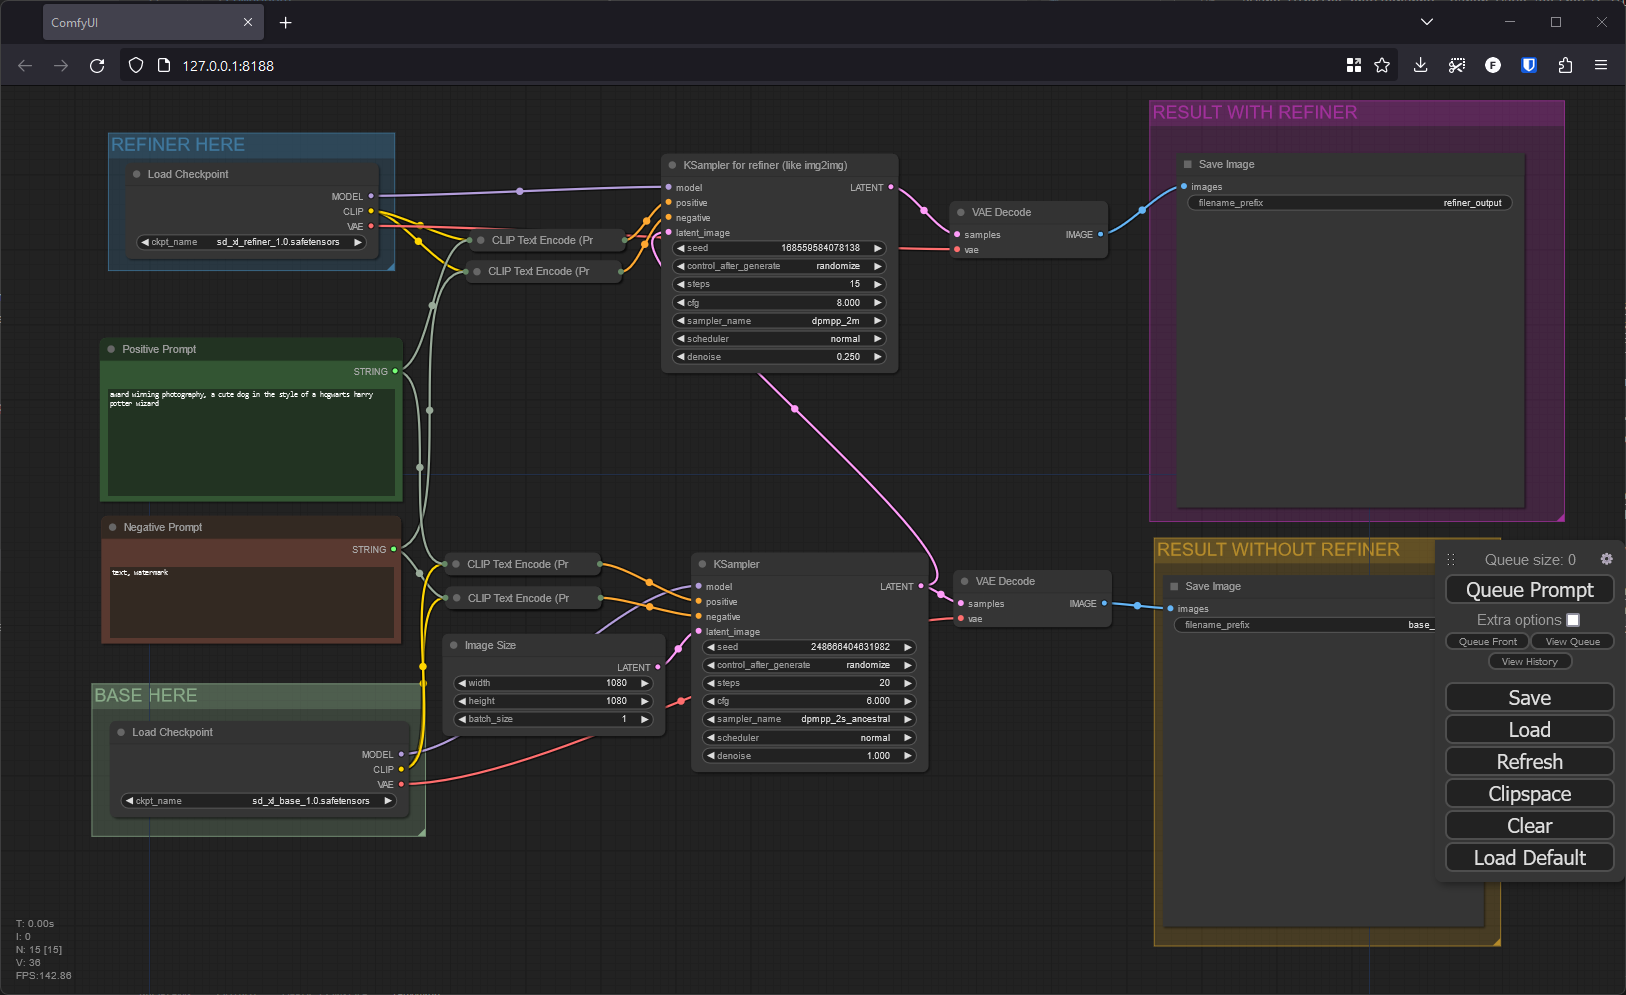 ComfyUI
127.0.0.1:8188
REFINER HERE
Load Checkpoint
MODEL
CLIP
VAE
ckpt_name sd_xl_refiner_1.0.safetensors
CLIP Text Encode (Pr
CLIP Text Encode (Pr
KSampler for refiner (like img2img)
model LATENT
positive
negative
latent_image
seed 168559584078138
control_after_generate randomize
steps 15
cfg 8.000
sampler_name dpmpp_2m
scheduler normal
denoise 0.250
VAE Decode
samples IMAGE
vae
RESULT WITH REFINER
Save Image
images
filename_prefix refiner_output
Positive Prompt
STRING
award winning photography, a cute dog in the style of a hogwarts harry
potter wizard
Negative Prompt
STRING
text, watermark
BASE HERE
Load Checkpoint
MODEL
CLIP
VAE
ckpt_name sd_xl_base_1.0.safetensors
CLIP Text Encode (Pr
CLIP Text Encode (Pr
Image Size
LATENT
width 1080
height 1080
batch_size 1
KSampler
model LATENT
positive
negative
latent_image
seed 248666404631982
control_after_generate randomize
steps 20
cfg 6.000
sampler_name dpmpp_2s_ancestral
scheduler normal
denoise 1.000
VAE Decode
samples IMAGE
vae
RESULT WITHOUT REFINER
Save Image
images
filename_prefix base_
Queue size: 0
Queue Prompt
Extra options
Queue Front View Queue
View History
Save
Load
Refresh
Clipspace
Clear
Load Default
T: 0.00s
I: 0
N: 15 [15]
V: 36
FPS:142.86